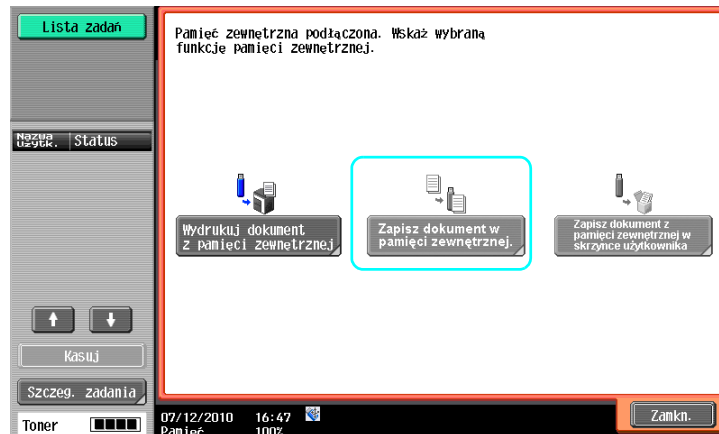 Lista zadań
Pamięć zewnętrzna podłączona. Wskaż wybraną
funkcję pamięci zewnętrznej.
Nazwa
użytk.
Status
Wydrukuj dokument
z pamięci zewnętrznej
Zapisz dokument w
pamięci zewnętrznej.
Zapisz dokument z
pamięci zewnętrznej w
skrzynce użytkownika
Kasuj
Szczeg. zadania
Toner
07/12/2010 16:47
Pamięć 100%
Zamkn.